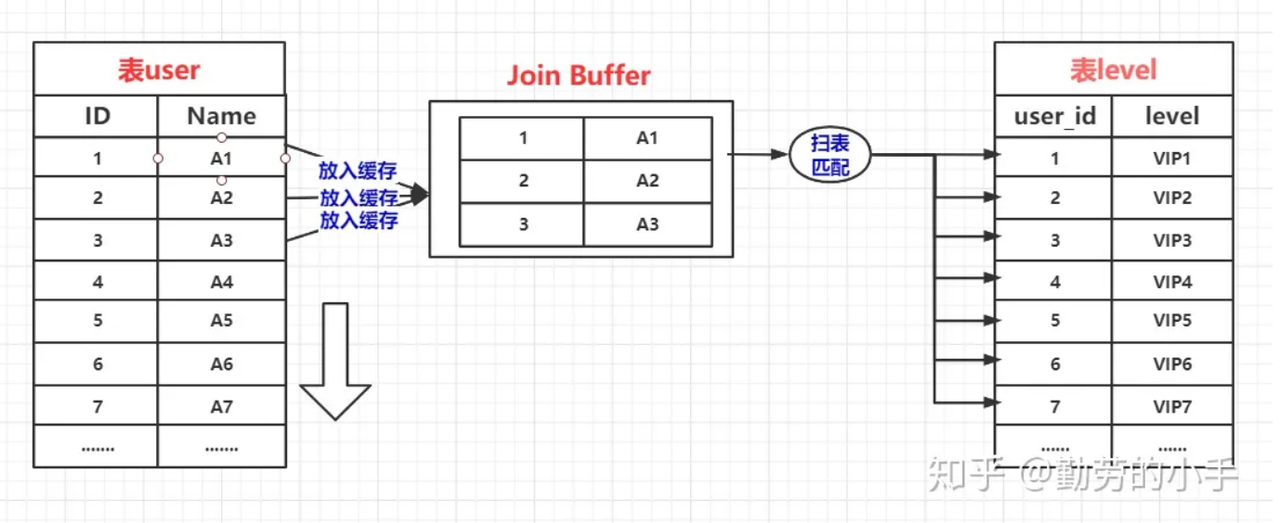 表user
ID Name
1 A1
2 A2
3 A3
4 A4
5 A5
6 A6
7 A7
....... .......
放入缓存
放入缓存
放入缓存
Join Buffer
1 A1
2 A2
3 A3
扫表
匹配
表level
user_id level
1 VIP1
2 VIP2
3 VIP3
4 VIP4
5 VIP5
6 VIP6
7 VIP7
...... ......
知乎 @勤劳的小手